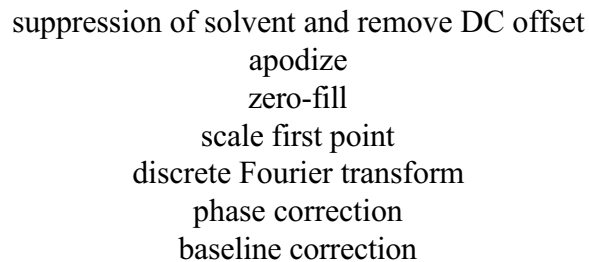 suppression of solvent and remove DC offset
apodize
zero-fill
scale first point
discrete Fourier transform
phase correction
baseline correction